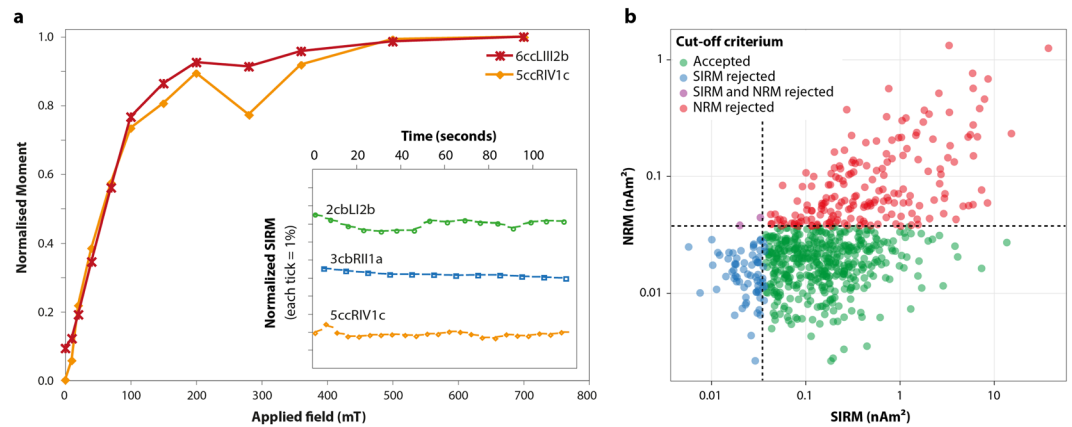 a
1.0
0.8
0.6
0.4
0.2
0.0
Normalised Moment
0
100
200
300
400
500
600
700
800
Applied field (mT)
6ccLIII2b
5ccRIV1c
Time (seconds)
0
20
40
60
80
100
Normalized SIRM
(each tick = 1%)
2cbLI2b
3cbRII1a
5ccRIV1c
b
Cut-off criterium
Accepted
SIRM rejected
SIRM and NRM rejected
NRM rejected
1
0.1
0.01
NRM (nAm²)
0.01
0.1
1
10
SIRM (nAm²)